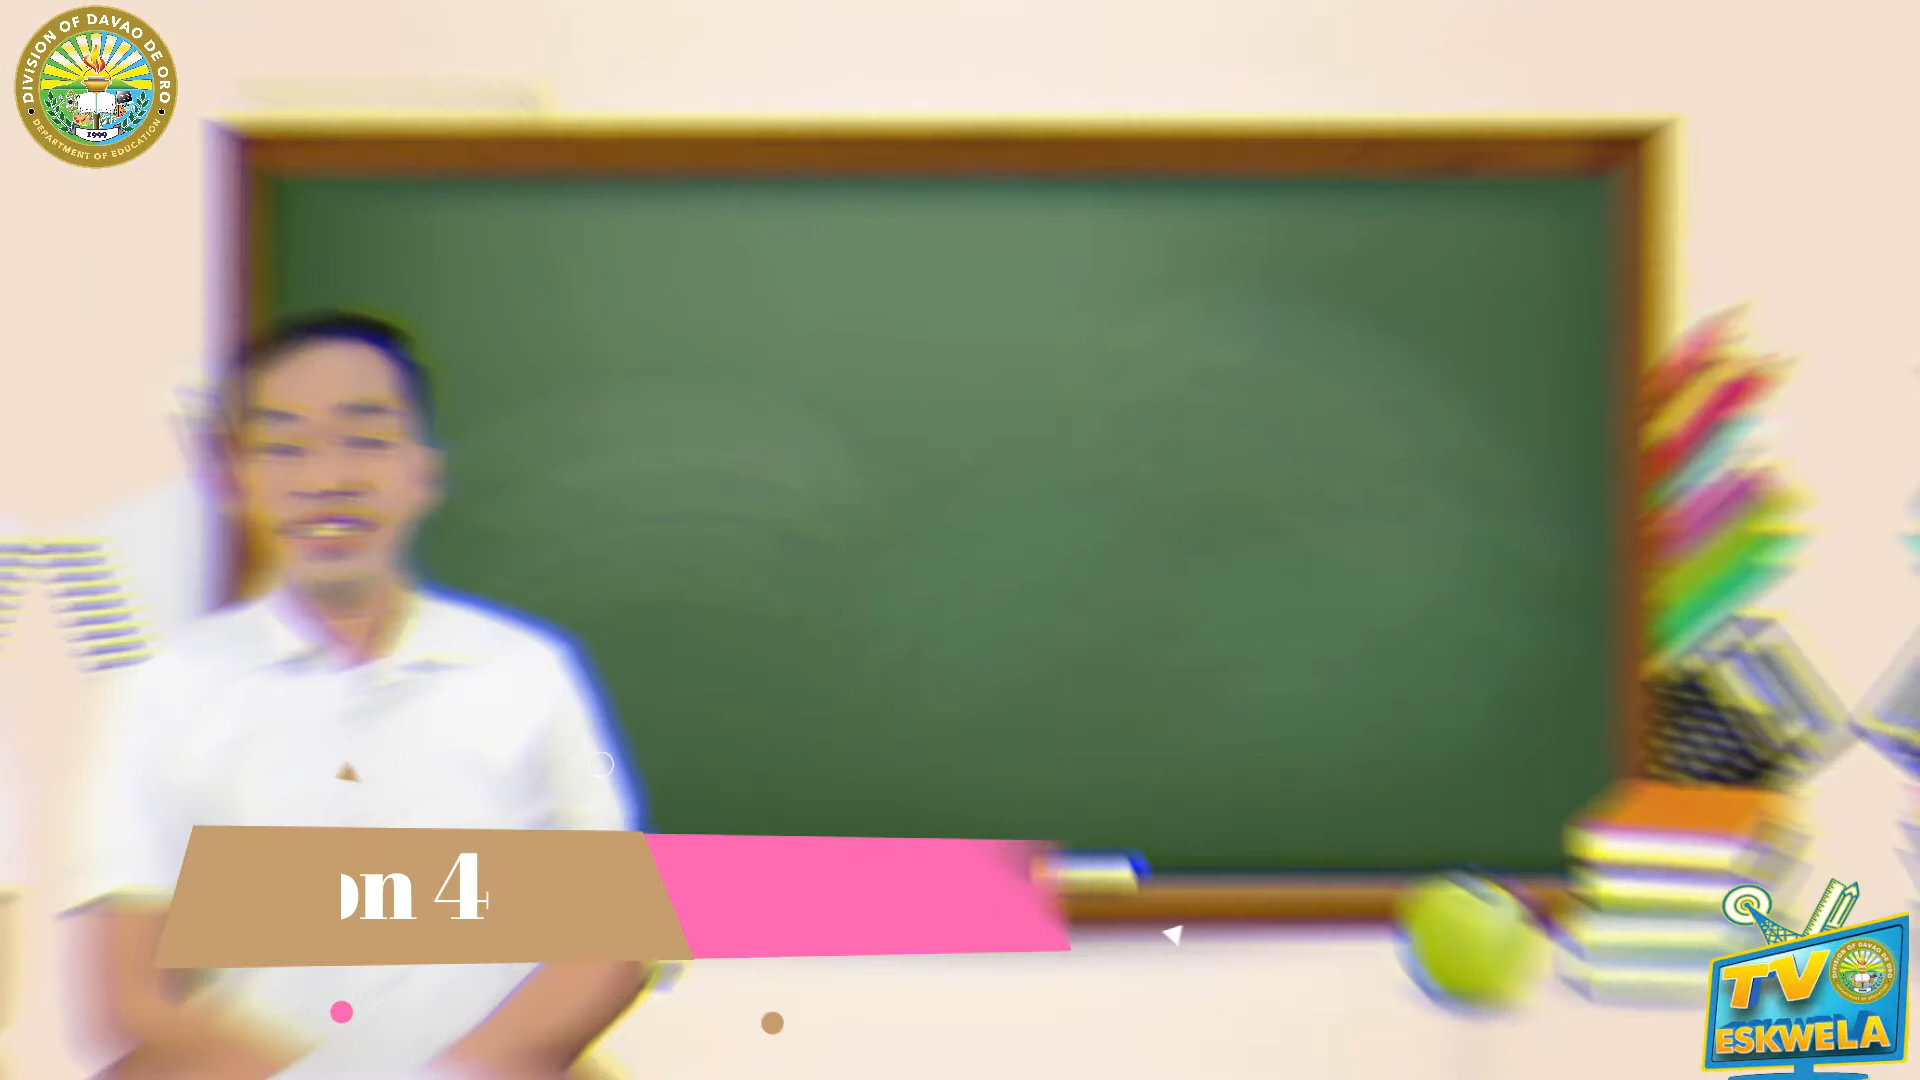 DIVISION OF DAVAO DE ORO
1999
DEPARTMENT OF EDUCATION
on 4
TV
ESKWELA